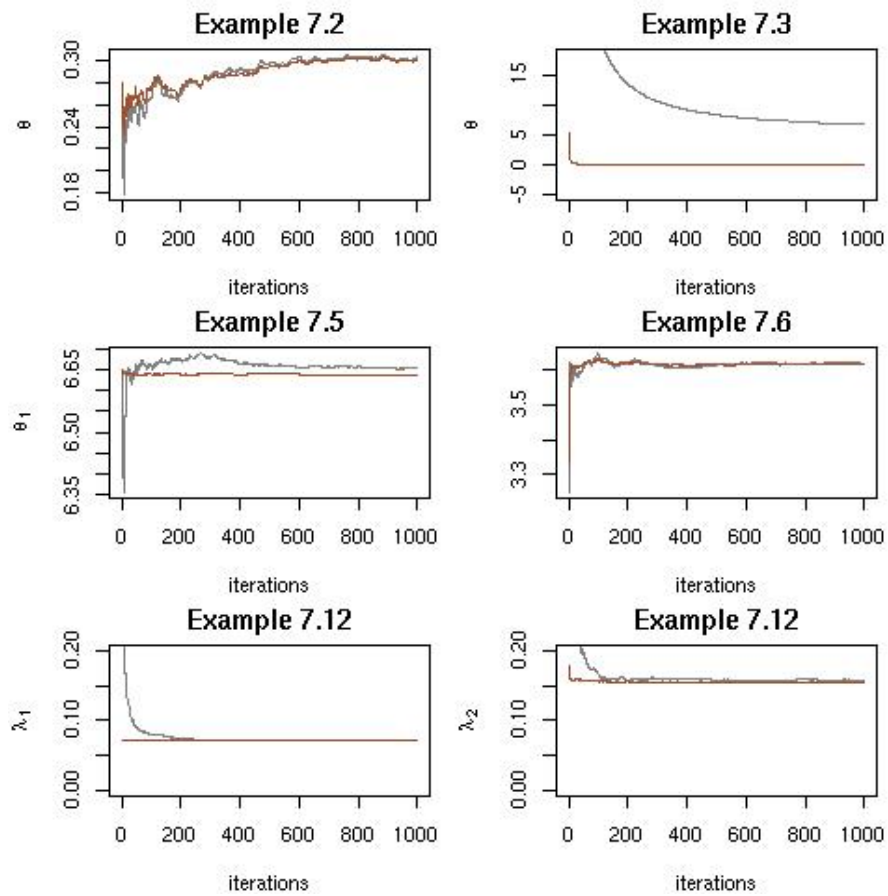 Example 7.2
0.30
0.24
0.18
θ
0 200 400 600 800 1000
iterations
Example 7.3
15
5
0
-5
θ
0 200 400 600 800 1000
iterations
Example 7.5
6.65
6.50
6.35
θ1
0 200 400 600 800 1000
iterations
Example 7.6
3.5
3.3
0 200 400 600 800 1000
iterations
Example 7.12
0.20
0.10
0.00
λ1
0 200 400 600 800 1000
iterations
Example 7.12
0.20
0.10
0.00
λ2
0 200 400 600 800 1000
iterations